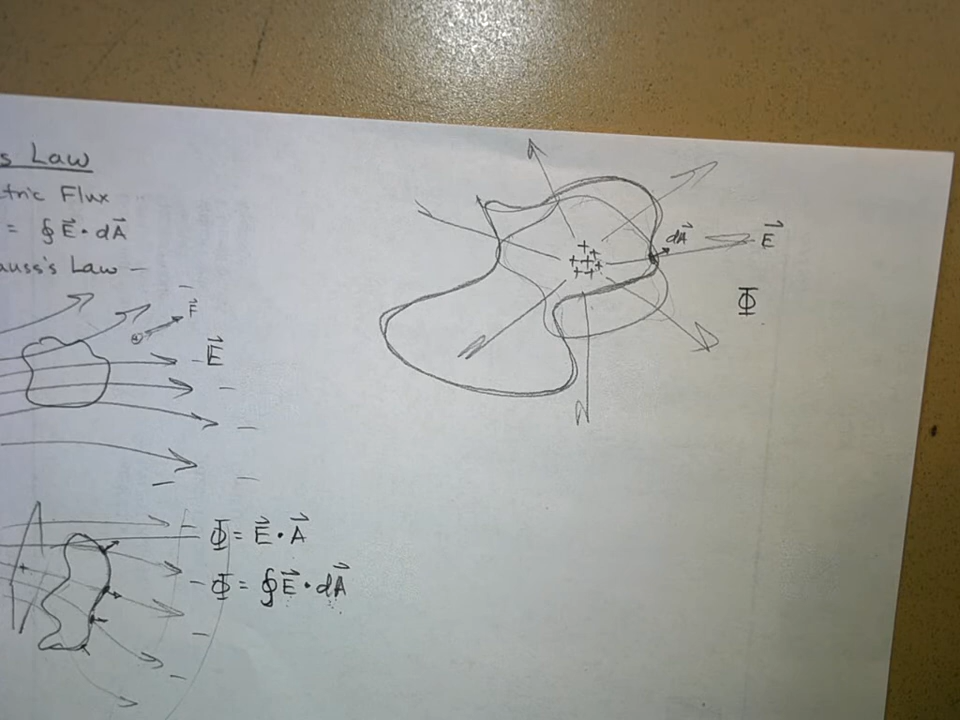 s Law
tric Flux
= ∮ E⃗ · dA⃗
auss's Law –
F⃗
E⃗
Φ = E⃗ · A⃗
Φ = ∮ E⃗ · dA⃗
+ + + + + + +
dA⃗
E⃗
Φ